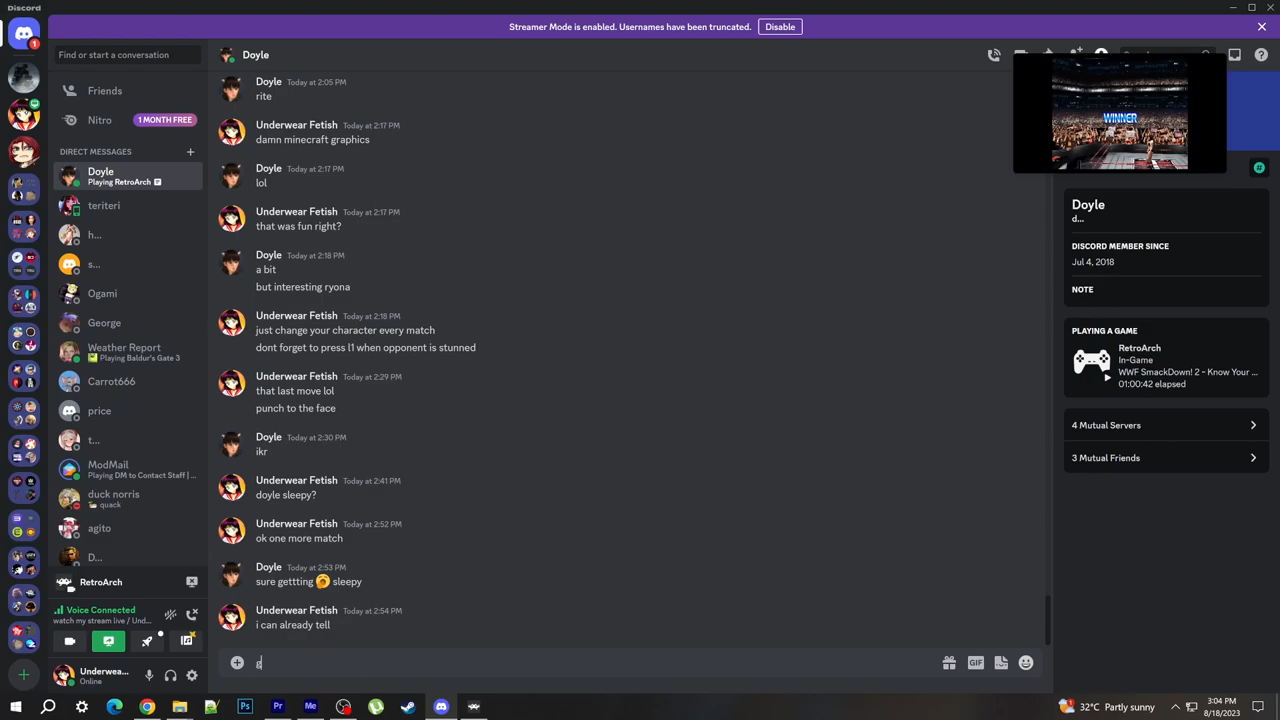 Discord
Streamer Mode is enabled. Usernames have been truncated.
Disable
Find or start a conversation
Doyle
1
Friends
Nitro
1 MONTH FREE
DIRECT MESSAGES
Doyle
Playing RetroArch
teriteri
h...
s...
Ogami
George
Weather Report
Playing Baldur's Gate 3
Carrot666
price
t...
ModMail
Playing DM to Contact Staff | ...
duck norris
quack
agito
D...
RetroArch
Voice Connected
watch my stream live / Und...
Underwea...
Online
Doyle Today at 2:05 PM
rite
Underwear Fetish Today at 2:17 PM
damn minecraft graphics
Doyle Today at 2:17 PM
lol
Underwear Fetish Today at 2:17 PM
that was fun right?
Doyle Today at 2:18 PM
a bit
but interesting ryona
Underwear Fetish Today at 2:18 PM
just change your character every match
dont forget to press l1 when opponent is stunned
Underwear Fetish Today at 2:29 PM
that last move lol
punch to the face
Doyle Today at 2:30 PM
ikr
Underwear Fetish Today at 2:41 PM
doyle sleepy?
Underwear Fetish Today at 2:52 PM
ok one more match
Doyle Today at 2:53 PM
sure gettting 🥱 sleepy
Underwear Fetish Today at 2:54 PM
i can already tell
g
GIF
WINNER
Doyle
d...
DISCORD MEMBER SINCE
Jul 4, 2018
NOTE
PLAYING A GAME
RetroArch
In-Game
WWF SmackDown! 2 - Know Your ...
01:00:42 elapsed
4 Mutual Servers
3 Mutual Friends
Ps
Pr
Me
1
32°C Partly sunny
3:04 PM
8/18/2023